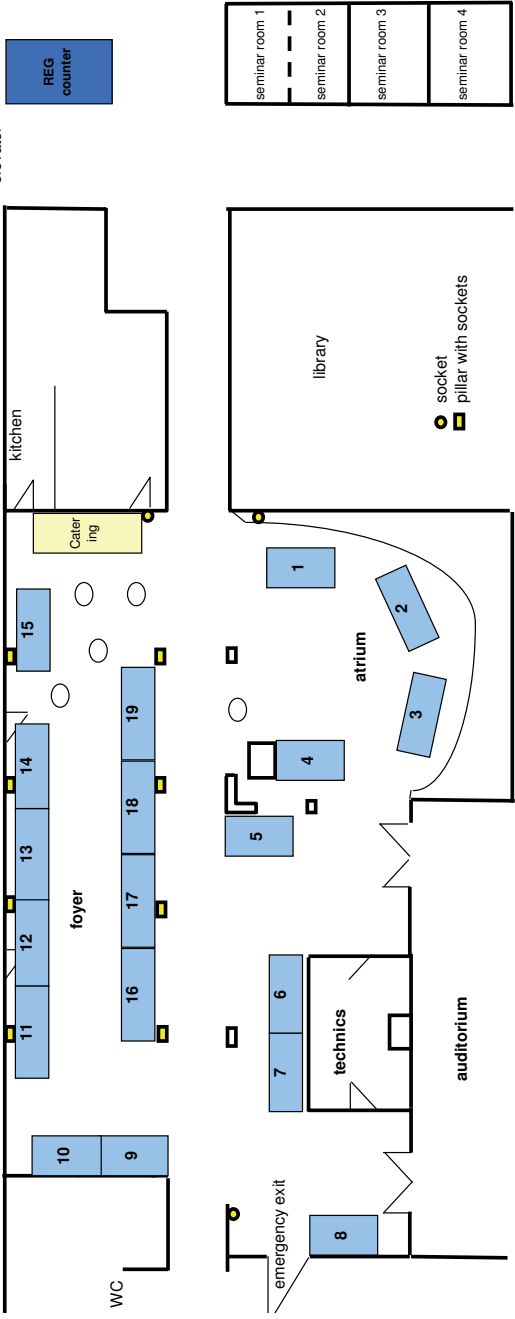 kitchen
REG
counter
11
12
13
14
15
10
foyer
Cater
ing
WC
9
16
17
18
19
5
seminar room 1
emergency exit
7
6
4
1
technics
library
seminar room 2
8
atrium
seminar room 3
3
2
socket
auditorium
pillar with sockets
seminar room 4